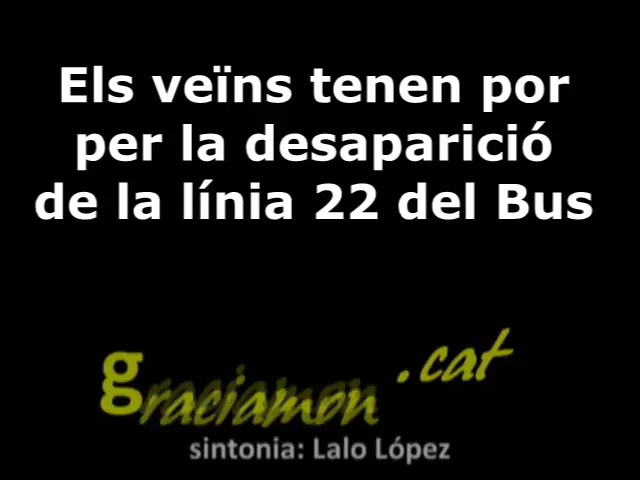 Els veïns tenen por
per la desaparició
de la línia 22 del Bus
graciamon.cat
sintonia: Lalo López